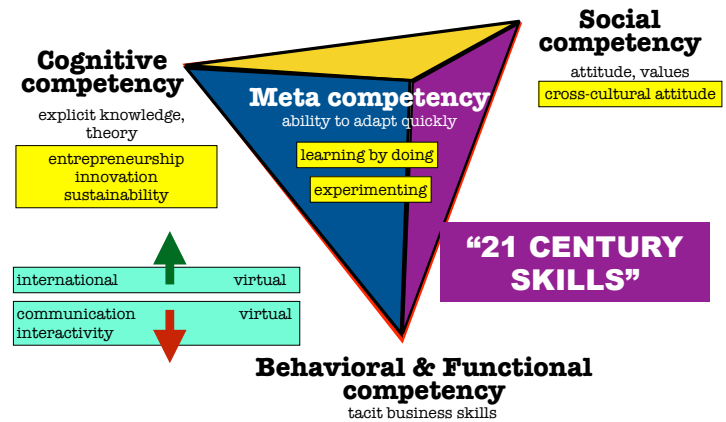 Cognitive
competency
explicit knowledge,
theory
entrepreneurship
innovation
sustainability
Social
competency
attitude, values
cross-cultural attitude
Meta competency
ability to adapt quickly
learning by doing
experimenting
"21 CENTURY
SKILLS"
international virtual
communication virtual
interactivity
Behavioral & Functional
competency
tacit business skills